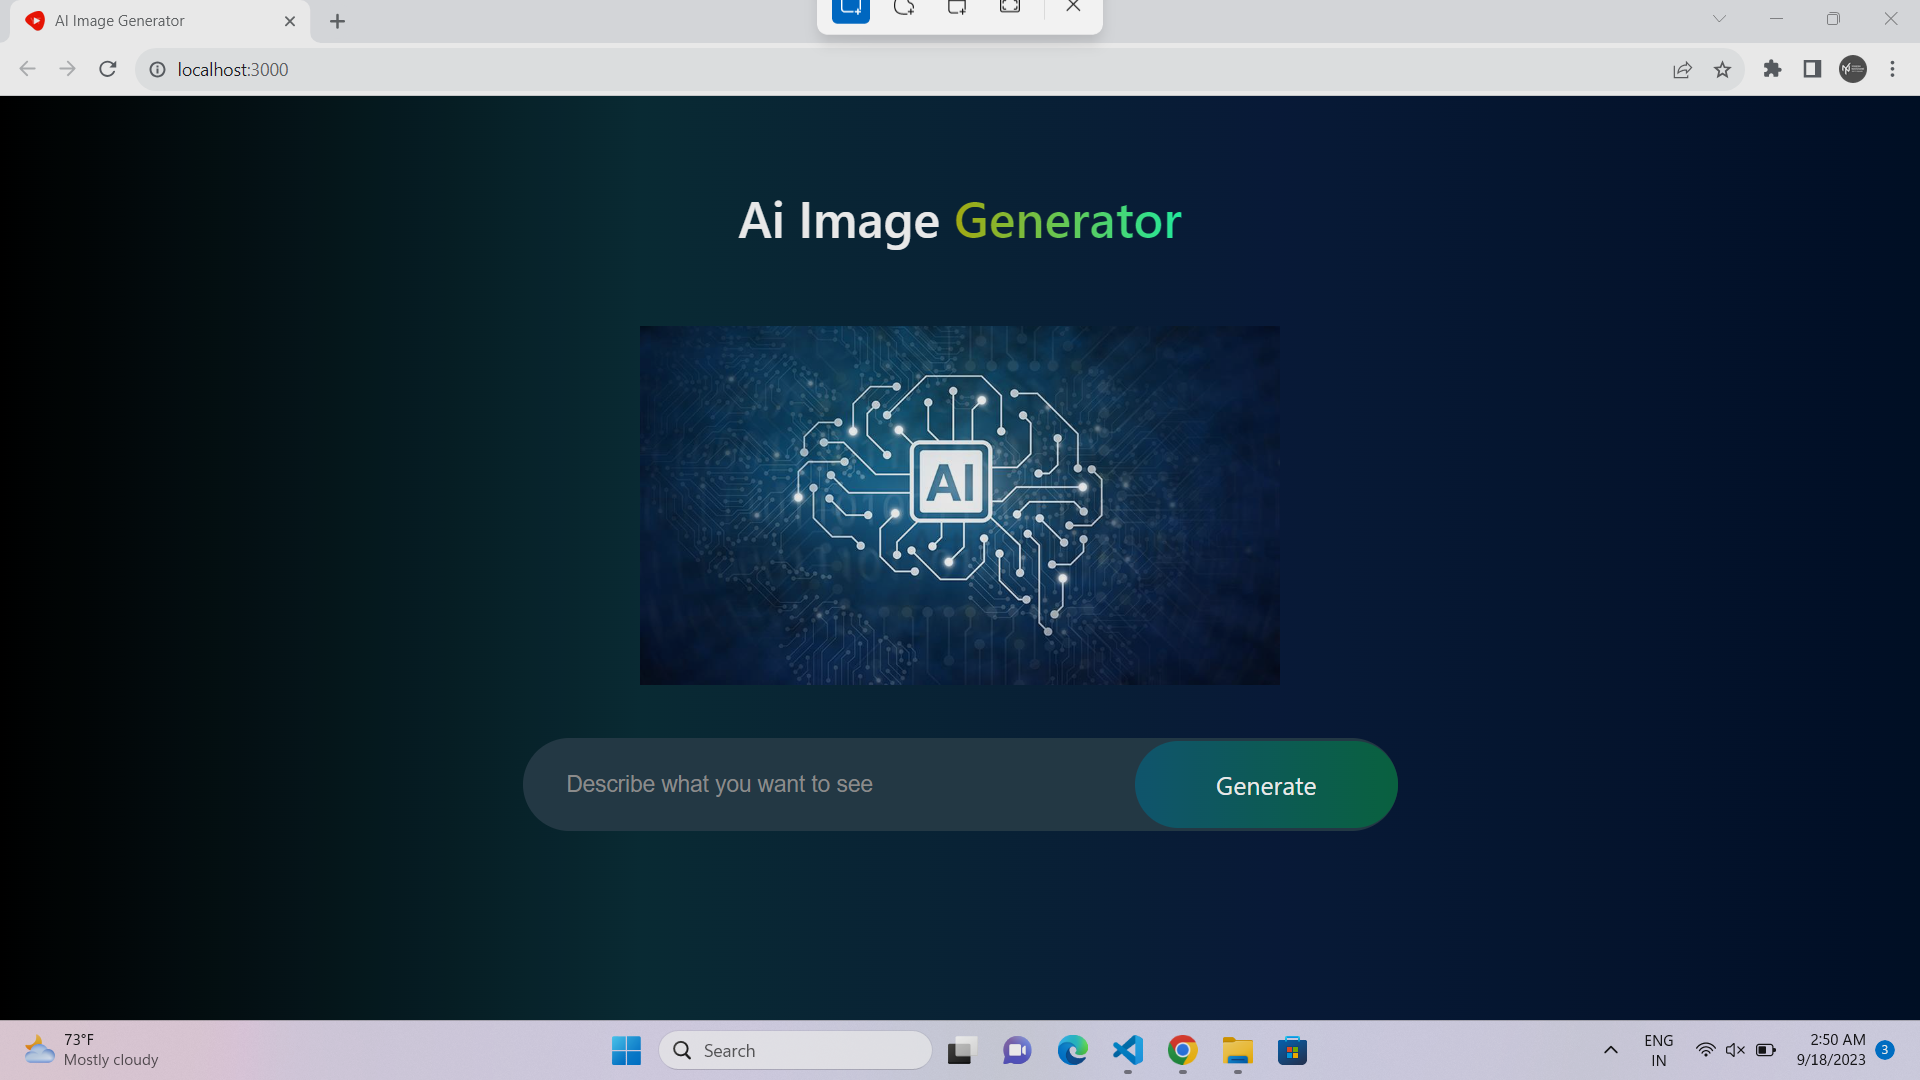 AI Image Generator
localhost:3000
Ai Image Generator
AI
Describe what you want to see
Generate
73°F
Mostly cloudy
Search
ENG
IN
2:50 AM
9/18/2023
3